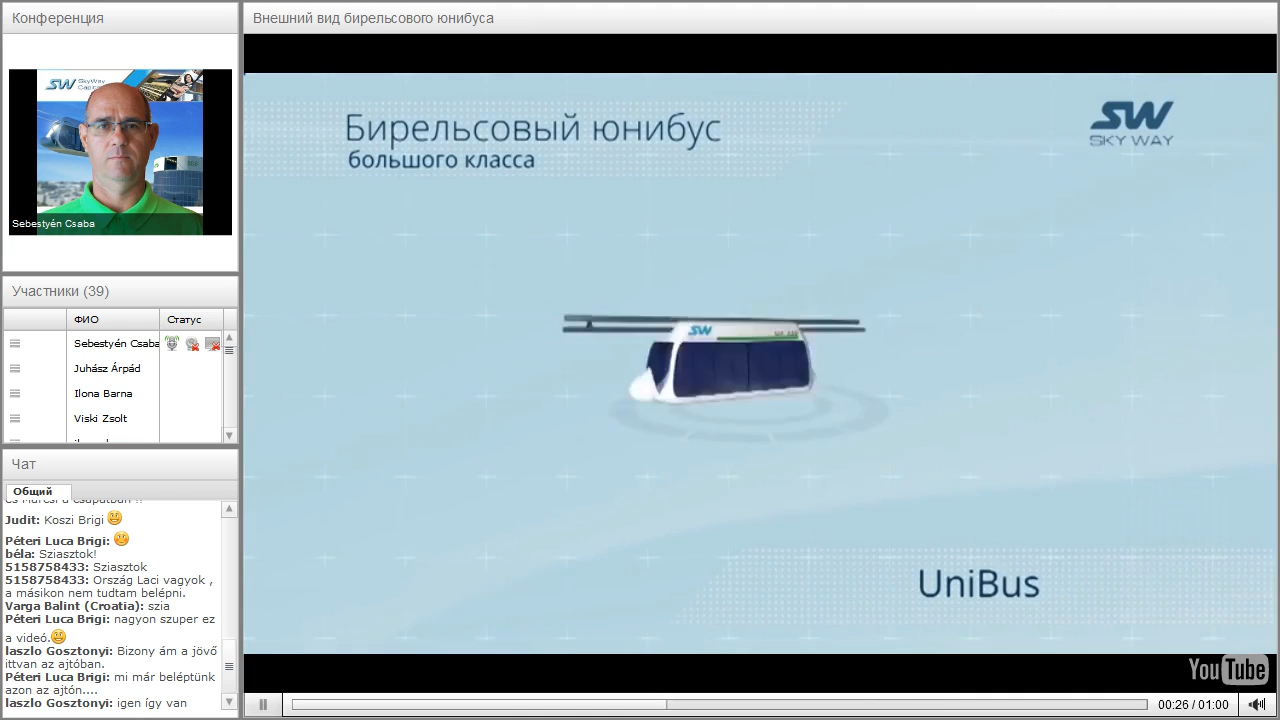 Конференция
SW SkyWay
Capital
Sebestyén Csaba
Участники (39)
ФИО Статус
Sebestyén Csaba
Juhász Árpád
Ilona Barna
Viski Zsolt
Чат
Общий
Judit: Koszi Brigi
Péteri Luca Brigi:
béla: Sziasztok!
5158758433: Sziasztok
5158758433: Ország Laci vagyok ,
a másikon nem tudtam belépni.
Varga Balint (Croatia): szia
Péteri Luca Brigi: nagyon szuper ez
a videó.
laszlo Gosztonyi: Bizony ám a jövő
ittvan az ajtóban.
Péteri Luca Brigi: mi már beléptünk
azon az ajtón....
laszlo Gosztonyi: igen így van
Внешний вид бирельсового юнибуса
Бирельсовый юнибус
большого класса
SW
SKY WAY
SW
UniBus
YouTube
00:26 / 01:00